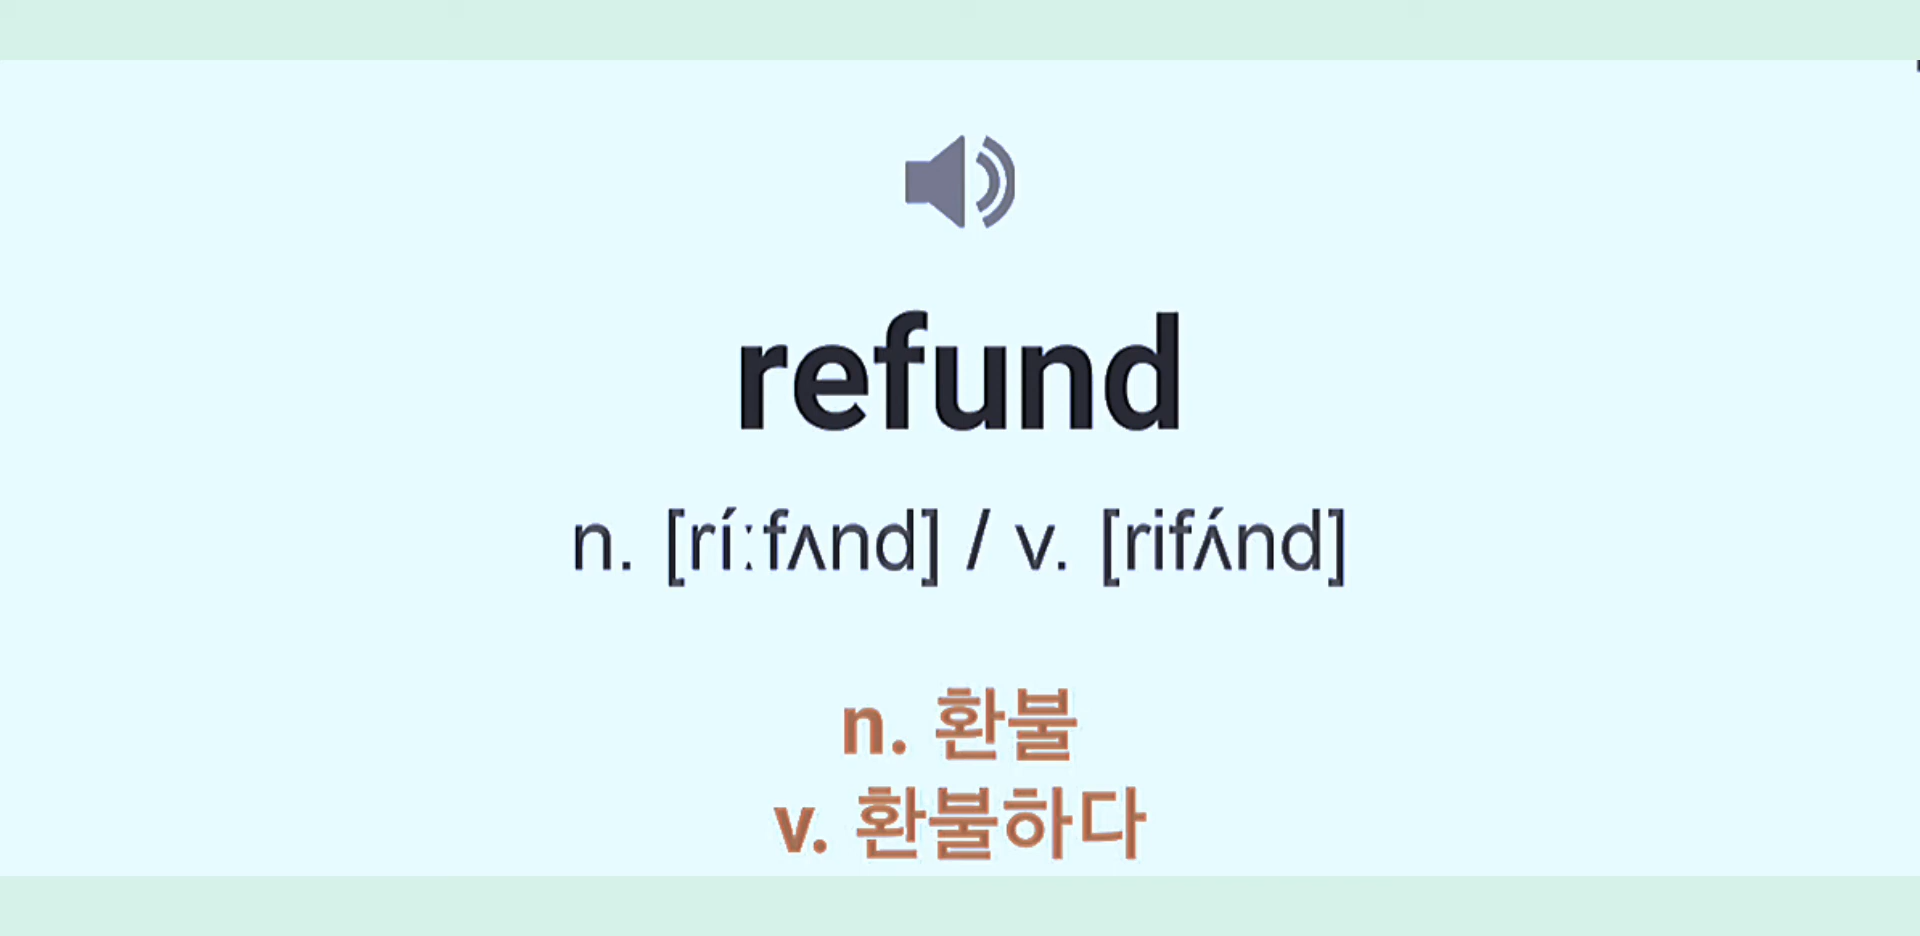 refund
n. [ríːfʌnd] / v. [rifʌ́nd]
n. 환불
v. 환불하다